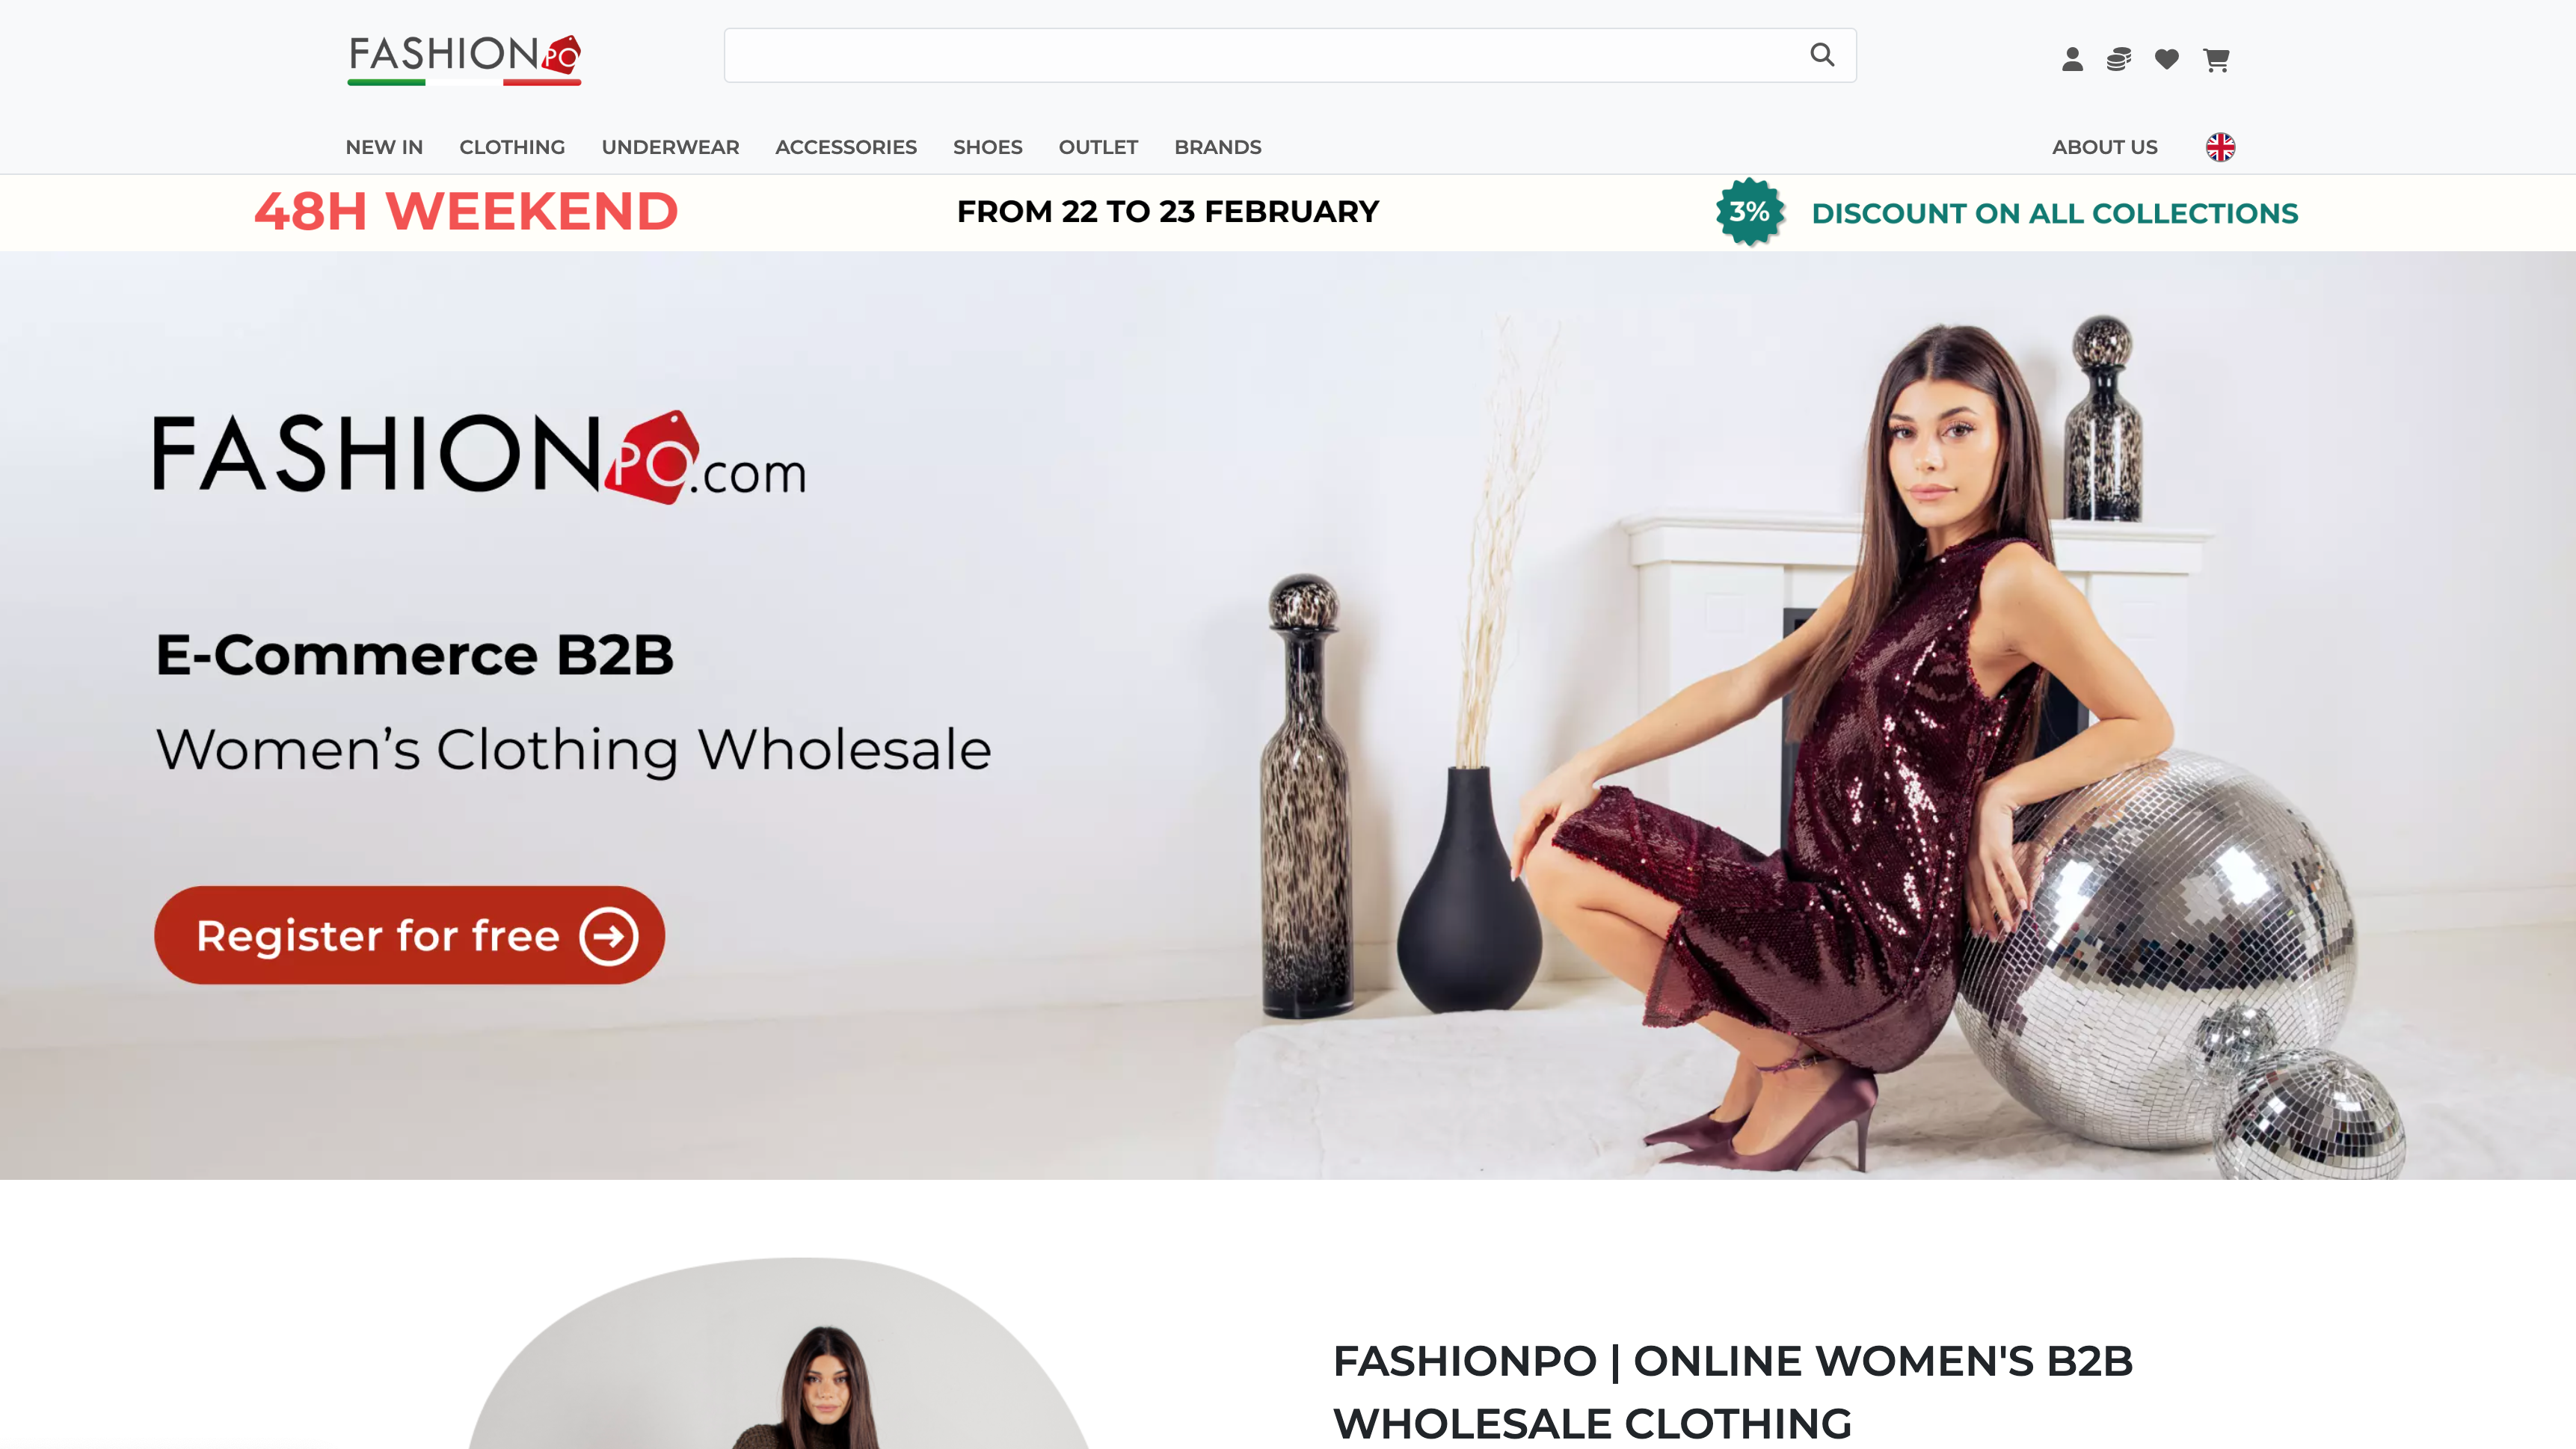 FASHIONPO
NEW IN CLOTHING UNDERWEAR ACCESSORIES SHOES OUTLET BRANDS ABOUT US
48H WEEKEND FROM 22 TO 23 FEBRUARY 3% DISCOUNT ON ALL COLLECTIONS
FASHIONPO.com
E-Commerce B2B
Women’s Clothing Wholesale
Register for free
FASHIONPO | ONLINE WOMEN'S B2B
WHOLESALE CLOTHING